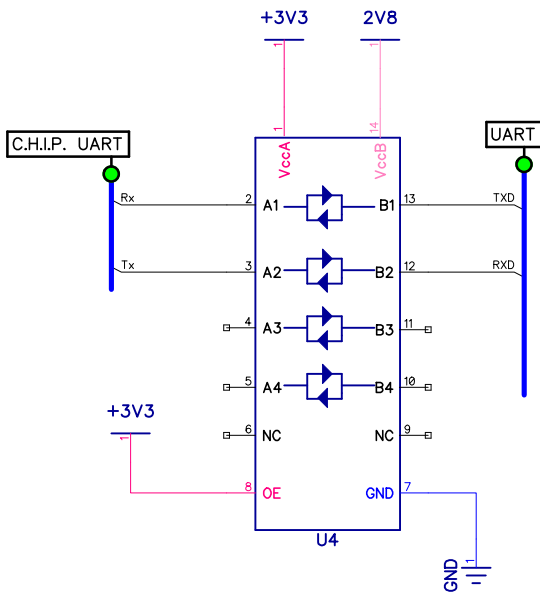 +3V3 2V8
1 1
C.H.I.P. UART UART
1 VccA 14 VccB
Rx 2 A1 B1 13 TXD
Tx 3 A2 B2 12 RXD
4 A3 B3 11
5 A4 B4 10
+3V3
1
6 NC NC 9
8 OE GND 7
U4
GND 1